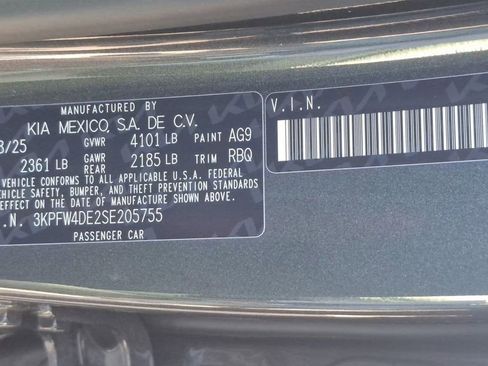 MANUFACTURED BY
KIA MEXICO, S.A. DE C.V.
3/25 GVWR 4101 LB PAINT AG9
2361 LB GAWR REAR 2185 LB TRIM RBQ
VEHICLE CONFORMS TO ALL APPLICABLE U.S. FEDERAL
VEHICLE SAFETY, BUMPER, AND THEFT PREVENTION STANDARDS
EFFECT ON THE DATE OF MANUFACTURE SHOWN ABOVE
.I.N. 3KPFW4DE2SE205755
PASSENGER CAR
V.I.N.